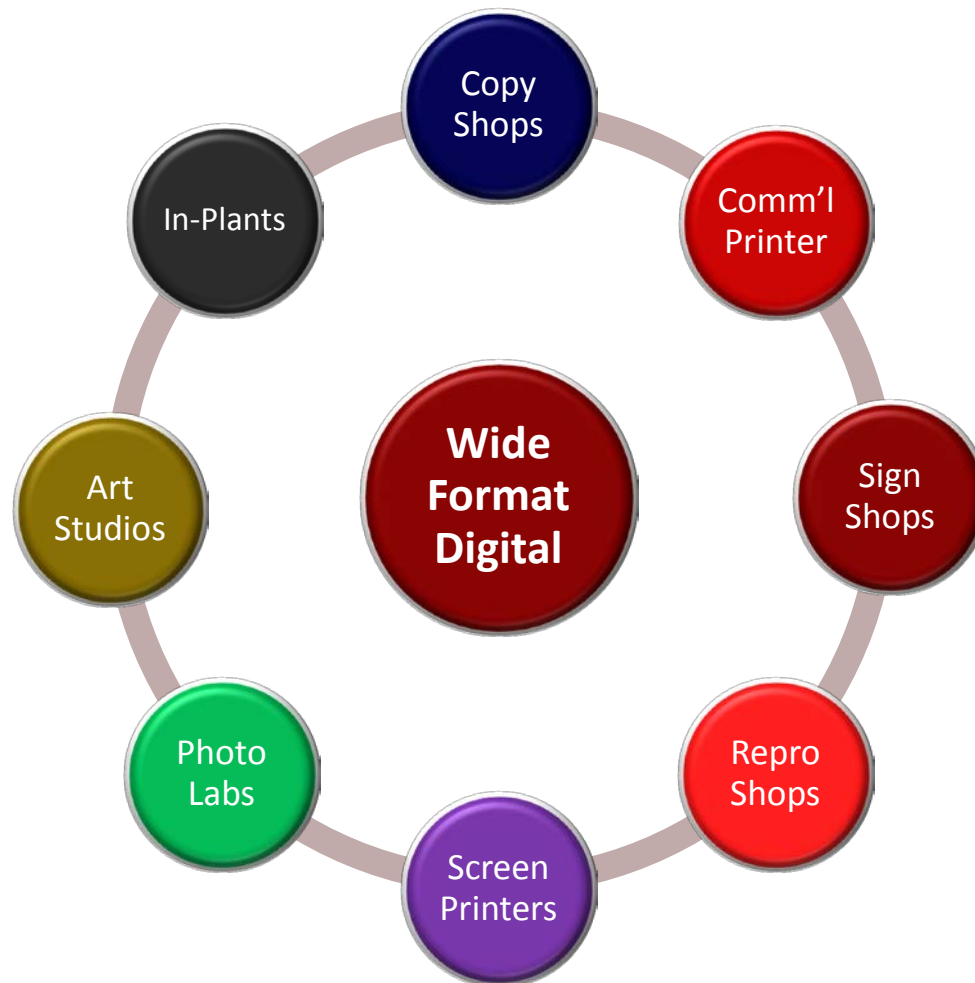 Copy
Shops
In-Plants
Comm'l
Printer
Wide
Format
Digital
Art
Studios
Sign
Shops
Photo
Labs
Repro
Shops
Screen
Printers